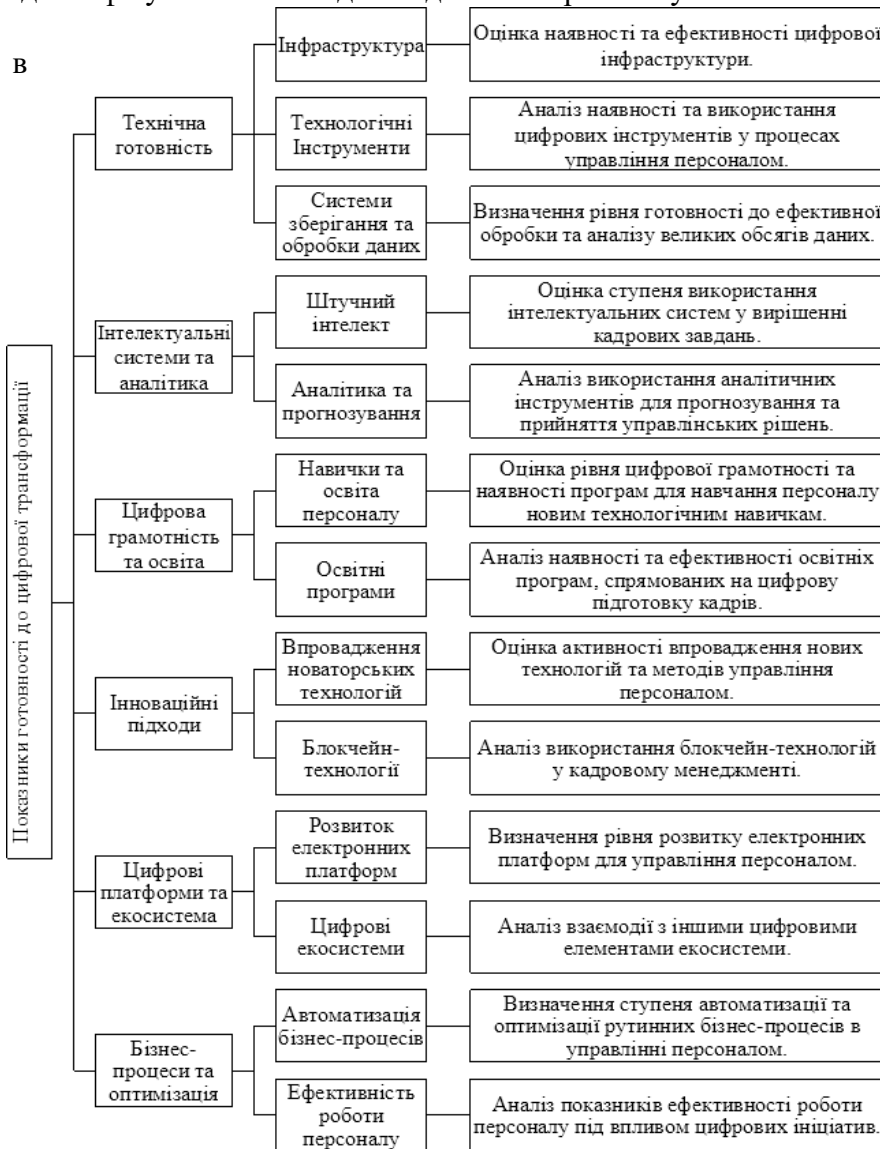 в
Показники готовності до цифрової трансформації
Технічна
готовність
Інфраструктура
Оцінка наявності та ефективності цифрової
інфраструктури.
Технологічні
Інструменти
Аналіз наявності та використання
цифрових інструментів у процесах
управління персоналом.
Системи
зберігання та
обробки даних
Визначення рівня готовності до ефективної
обробки та аналізу великих обсягів даних.
Інтелектуальні
системи та
аналітика
Штучний
інтелект
Оцінка ступеня використання
інтелектуальних систем у вирішенні
кадрових завдань.
Аналітика та
прогнозування
Аналіз використання аналітичних
інструментів для прогнозування та
прийняття управлінських рішень.
Цифрова
грамотність
та освіта
Навички та
освіта
персоналу
Оцінка рівня цифрової грамотності та
наявності програм для навчання персоналу
новим технологічним навичкам.
Освітні
програми
Аналіз наявності та ефективності освітніх
програм, спрямованих на цифрову
підготовку кадрів.
Інноваційні
підходи
Впровадження
новаторських
технологій
Оцінка активності впровадження нових
технологій та методів управління
персоналом.
Блокчейн-
технології
Аналіз використання блокчейн-технологій
у кадровому менеджменті.
Цифрові
платформи та
екосистема
Розвиток
електронних
платформ
Визначення рівня розвитку електронних
платформ для управління персоналом.
Цифрові
екосистеми
Аналіз взаємодії з іншими цифровими
елементами екосистеми.
Бізнес-
процеси та
оптимізація
Автоматизація
бізнес-процесів
Визначення ступеня автоматизації та
оптимізації рутинних бізнес-процесів в
управлінні персоналом.
Ефективність
роботи
персоналу
Аналіз показників ефективності роботи
персоналу під впливом цифрових ініціатив.